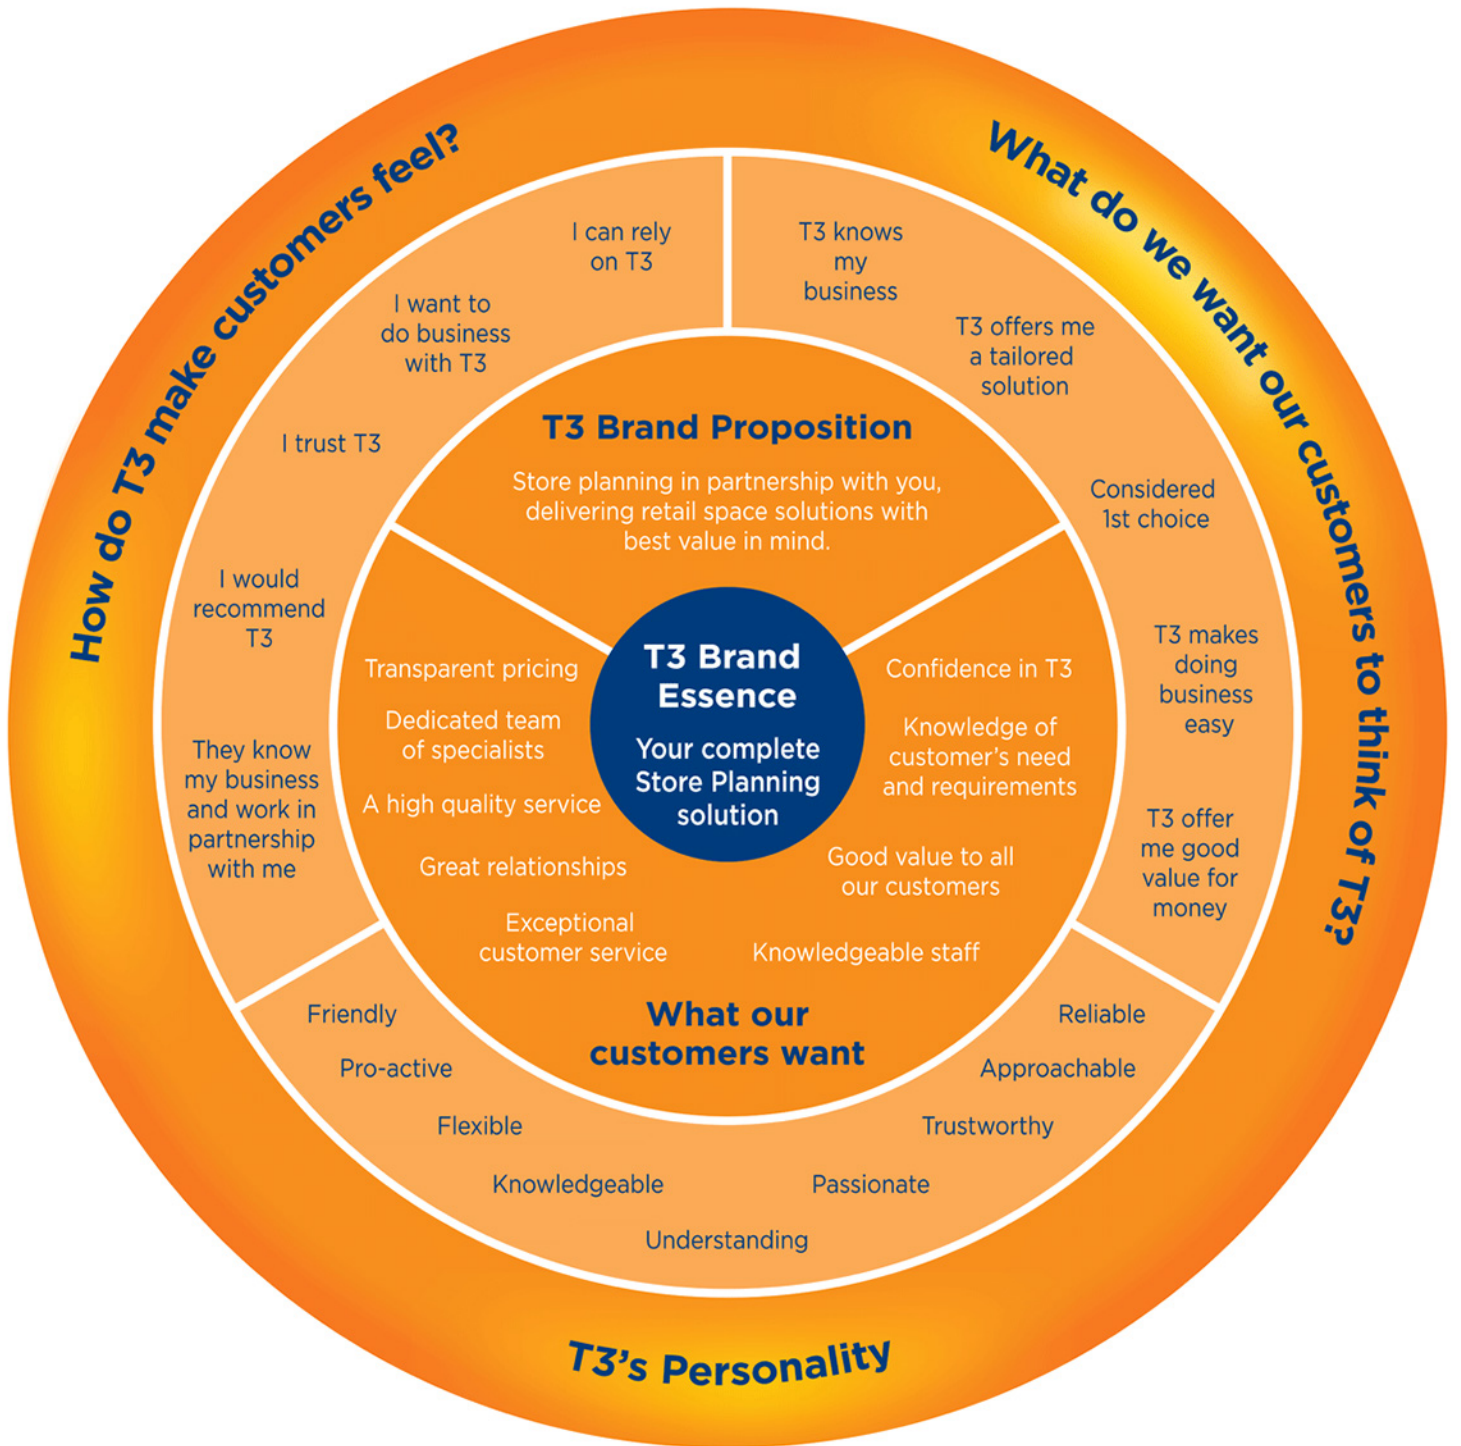 How do T3 make customers feel?
I can rely
on T3
I want to
do business
with T3
I trust T3
I would
recommend
T3
They know
my business
and work in
partnership
with me
What do we want our customers to think of T3?
T3 knows
my
business
T3 offers me
a tailored
solution
Considered
1st choice
T3 makes
doing
business
easy
T3 offer
me good
value for
money
T3 Brand Proposition
Store planning in partnership with you,
delivering retail space solutions with
best value in mind.
T3 Brand
Essence
Your complete
Store Planning
solution
Transparent pricing
Dedicated team
of specialists
A high quality service
Great relationships
Exceptional
customer service
Confidence in T3
Knowledge of
customer’s need
and requirements
Good value to all
our customers
Knowledgeable staff
What our
customers want
Friendly
Pro-active
Flexible
Knowledgeable
Understanding
Passionate
Trustworthy
Approachable
Reliable
T3’s Personality